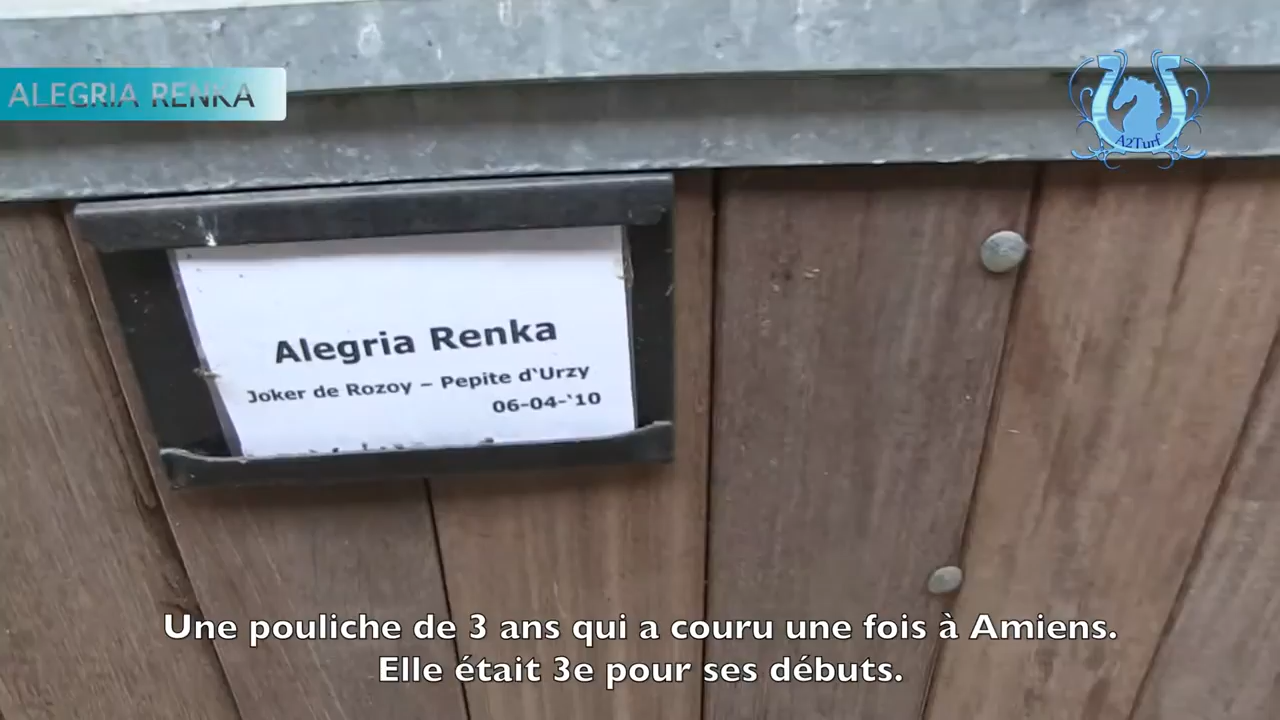 ALEGRIA RENKA
A2Turf
Alegria Renka
Joker de Rozoy – Pepite d‘Urzy
06-04-‘10
Une pouliche de 3 ans qui a couru une fois à Amiens.
Elle était 3e pour ses débuts.